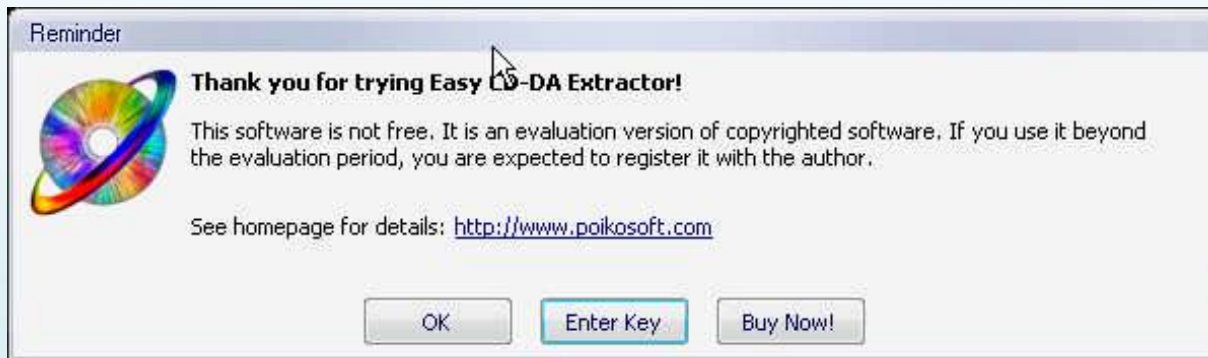 Reminder
Thank you for trying Easy CD-DA Extractor!
This software is not free. It is an evaluation version of copyrighted software. If you use it beyond
the evaluation period, you are expected to register it with the author.
See homepage for details: http://www.poikosoft.com
OK Enter Key Buy Now!